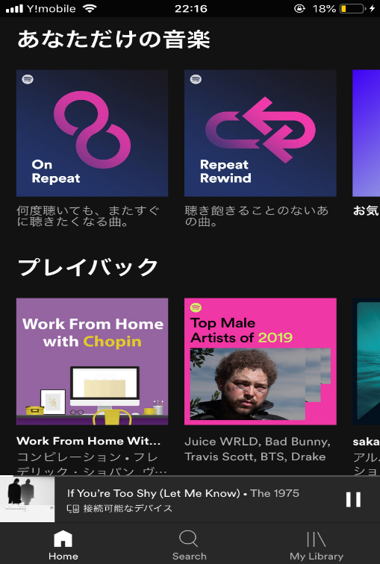 Y!mobile 22:16 18%
あなただけの音楽
On
Repeat
Repeat
Rewind
何度聴いても、またすぐ
に聴きたくなる曲。
聴き飽きることのないあ
の曲。
お気
プレイバック
Work From Home
with Chopin
Top Male
Artists of 2019
Work From Home Wit...
コンピレーション • フレ
デリック・ショパン, ヴ...
Juice WRLD, Bad Bunny,
Travis Scott, BTS, Drake
saka
アル
ショ
If You're Too Shy (Let Me Know) • The 1975
接続可能なデバイス
Home
Search
My Library